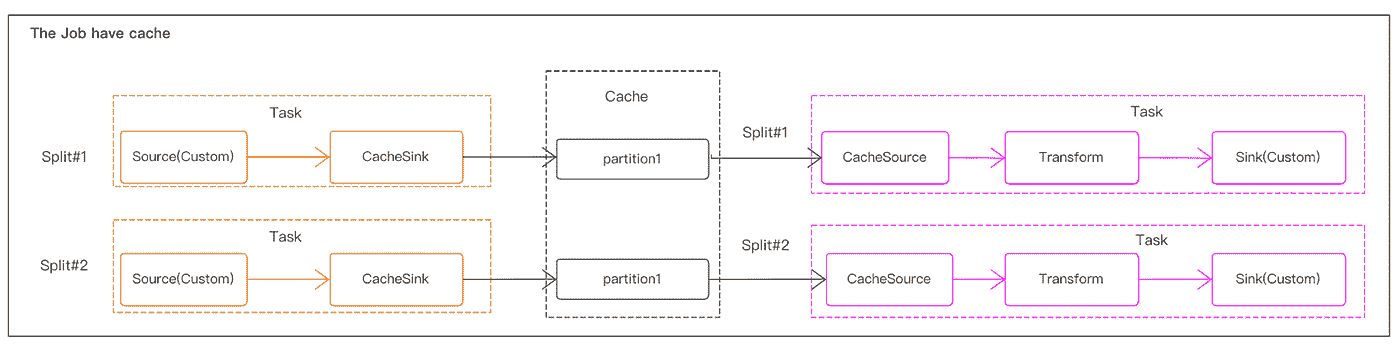 The Job have cache
Split#1
Task
Source(Custom)
CacheSink
Cache
partition1
Split#1
Task
CacheSource
Transform
Sink(Custom)
Split#2
Task
Source(Custom)
CacheSink
partition1
Split#2
Task
CacheSource
Transform
Sink(Custom)